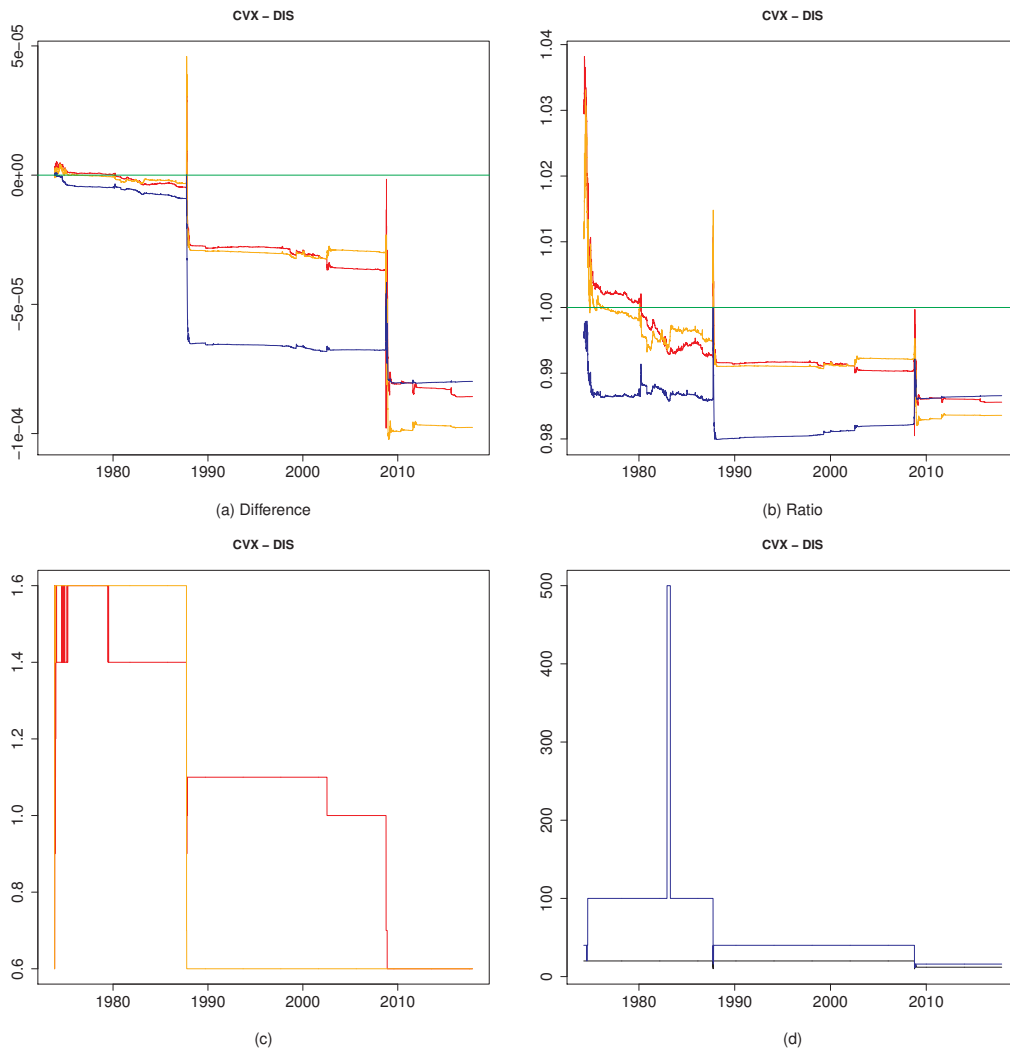 CVX – DIS
5e−05
0e+00
−5e−05
−1e−04
1980 1990 2000 2010
(a) Difference
CVX – DIS
1.04
1.03
1.02
1.01
1.00
0.99
0.98
1980 1990 2000 2010
(b) Ratio
CVX – DIS
1.6
1.4
1.2
1.0
0.8
0.6
1980 1990 2000 2010
(c)
CVX – DIS
500
400
300
200
100
0
1980 1990 2000 2010
(d)